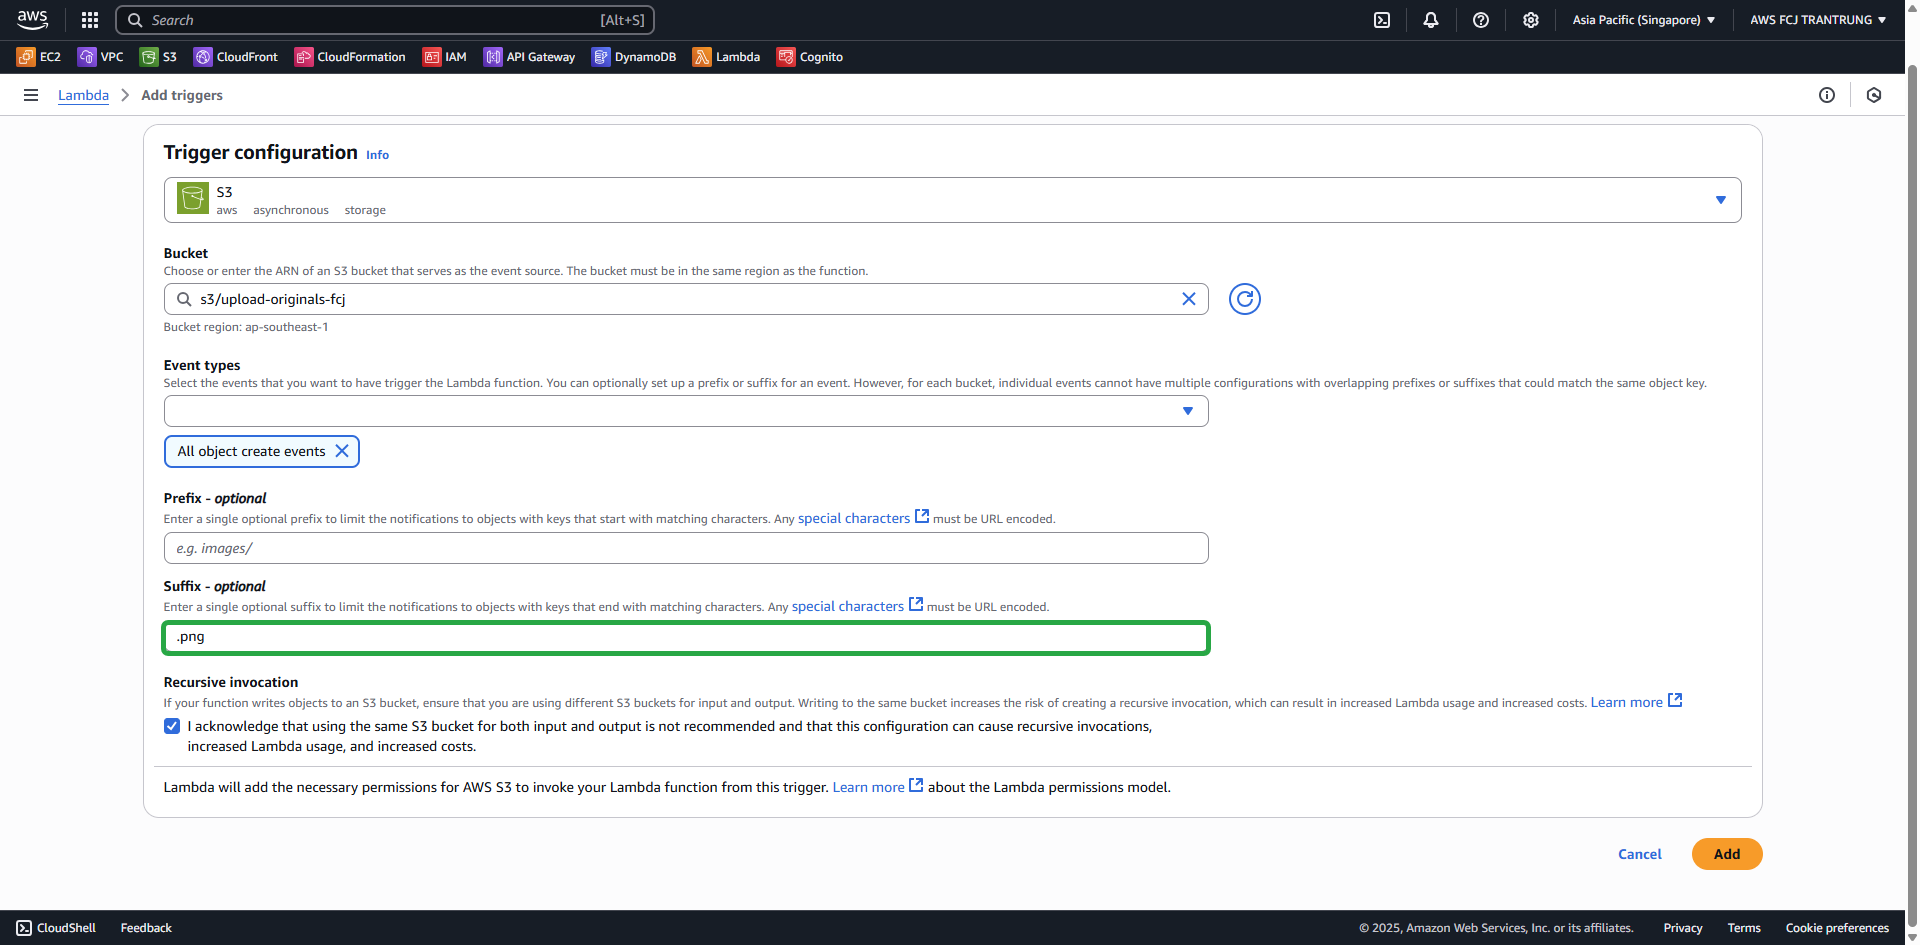 aws
Search [Alt+S]
Asia Pacific (Singapore) AWS FCJ TRANTRUNG
EC2 VPC S3 CloudFront CloudFormation IAM API Gateway DynamoDB Lambda Cognito
Lambda Add triggers
Trigger configuration Info
S3
aws asynchronous storage
Bucket
Choose or enter the ARN of an S3 bucket that serves as the event source. The bucket must be in the same region as the function.
s3/upload-originals-fcj
Bucket region: ap-southeast-1
Event types
Select the events that you want to have trigger the Lambda function. You can optionally set up a prefix or suffix for an event. However, for each bucket, individual events cannot have multiple configurations with overlapping prefixes or suffixes that could match the same object key.
All object create events
Prefix - optional
Enter a single optional prefix to limit the notifications to objects with keys that start with matching characters. Any special characters must be URL encoded.
e.g. images/
Suffix - optional
Enter a single optional suffix to limit the notifications to objects with keys that end with matching characters. Any special characters must be URL encoded.
.png
Recursive invocation
If your function writes objects to an S3 bucket, ensure that you are using different S3 buckets for input and output. Writing to the same bucket increases the risk of creating a recursive invocation, which can result in increased Lambda usage and increased costs. Learn more
I acknowledge that using the same S3 bucket for both input and output is not recommended and that this configuration can cause recursive invocations,
increased Lambda usage, and increased costs.
Lambda will add the necessary permissions for AWS S3 to invoke your Lambda function from this trigger. Learn more about the Lambda permissions model.
Cancel Add
CloudShell Feedback © 2025, Amazon Web Services, Inc. or its affiliates. Privacy Terms Cookie preferences